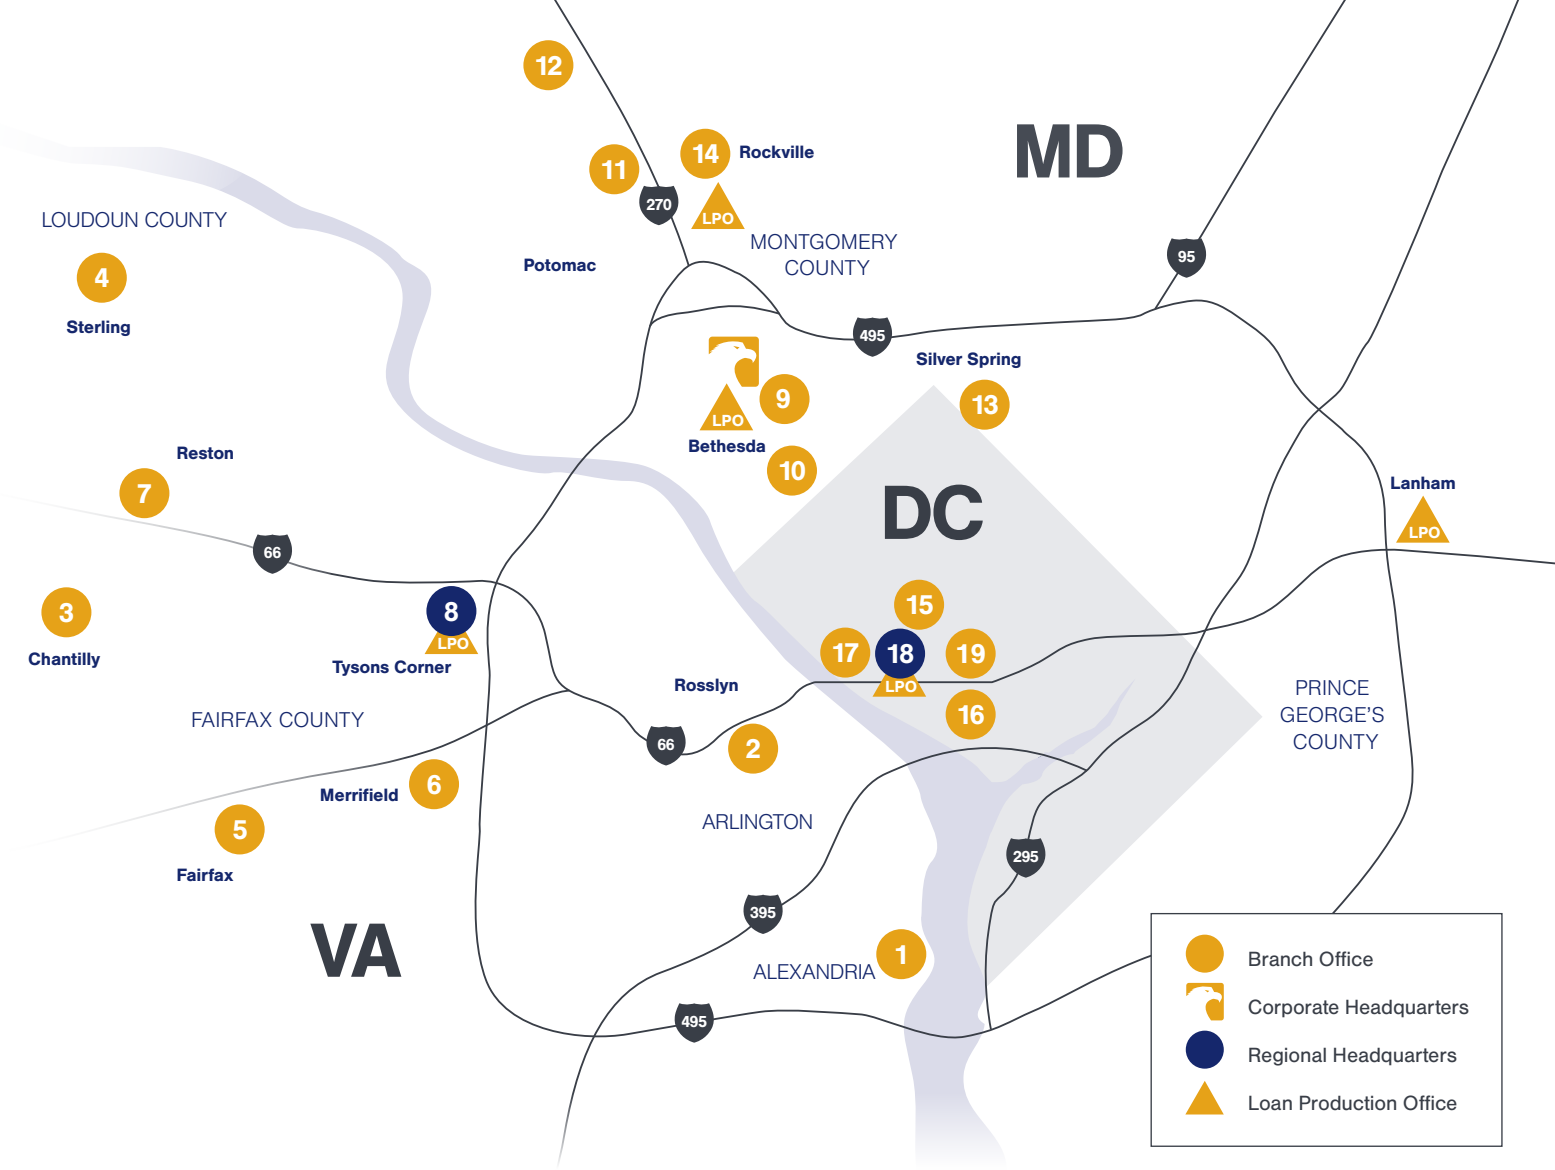 12
MD
14
Rockville
11
270
LPO
LOUDOUN COUNTY
MONTGOMERY
COUNTY
95
Potomac
4
Sterling
495
Silver Spring
9
13
LPO
Bethesda
Reston
10
7
DC
Lanham
LPO
66
3
8
LPO
15
Chantilly
Tysons Corner
17
18
19
LPO
Rosslyn
16
PRINCE
GEORGE'S
COUNTY
FAIRFAX COUNTY
66
2
Merrifield
6
5
ARLINGTON
Fairfax
295
395
VA
1
ALEXANDRIA
495
Branch Office
Corporate Headquarters
Regional Headquarters
Loan Production Office